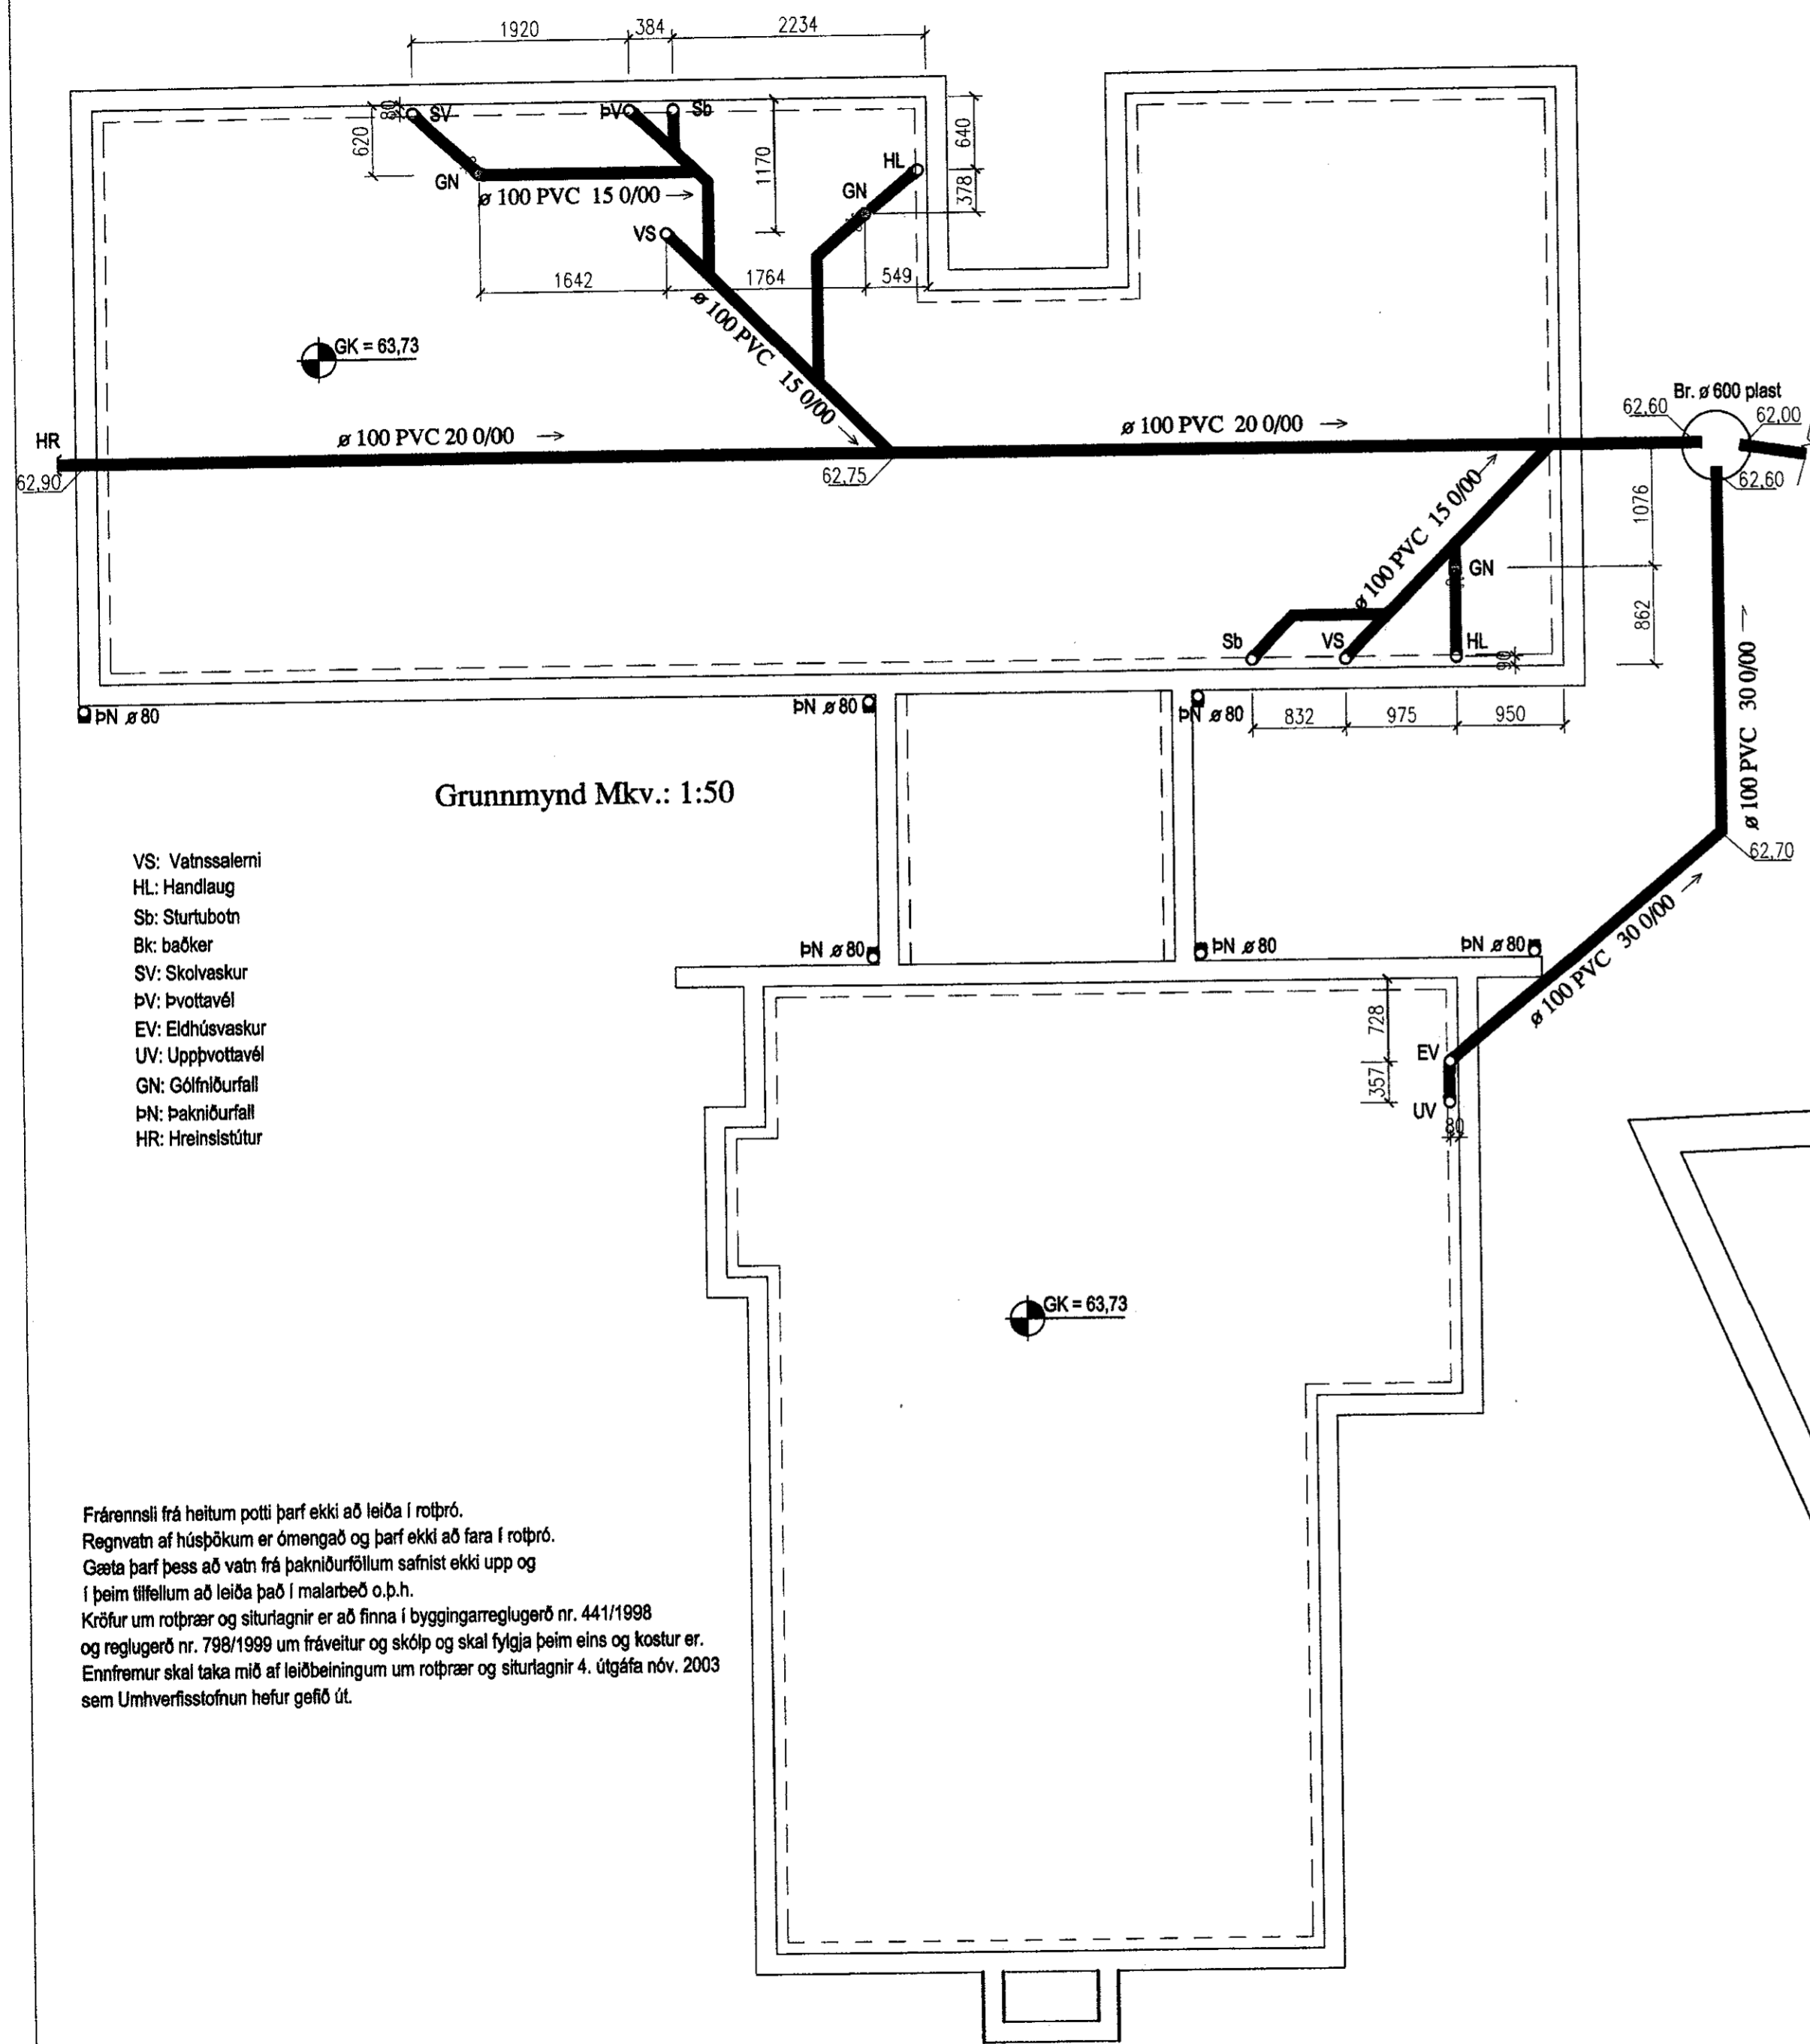 1920
384
2234
80
SV
ÞV
Sb
620
GN
ø 100 PVC 15 0/00 →
1170
HL
640
GN
378
VS
1642
1764
549
ø 100 PVC 15 0/00 →
GK = 63,73
HR
ø 100 PVC 20 0/00 →
ø 100 PVC 20 0/00 →
Br. ø 600 plast
62,60
62,00
62,90
62,75
62,60
1076
ø 100 PVC 15 0/00 →
GN
862
Sb
VS
HL
90
ÞN ø 80
ÞN ø 80
ÞN ø 80
832
975
950
ø 100 PVC 30 0/00 →
Grunnmynd Mkv.: 1:50
62,70
VS: Vatnssalerni
HL: Handlaug
Sb: Sturtubotn
Bk: baðker
SV: Skolvaskur
ÞV: Þvottavél
EV: Eldhúsvaskur
UV: Uppþvottavél
GN: Gólfniðurfall
ÞN: Þakniðurfall
HR: Hreinsistútur
ÞN ø 80
ÞN ø 80
ÞN ø 80
ø 100 PVC 30 0/00 →
728
EV
357
UV
80
GK = 63,73
Frárennsli frá heitum potti þarf ekki að leiða í rotþró.
Regnvatn af húsþökum er ómengað og þarf ekki að fara í rotþró.
Gæta þarf þess að vatn frá þakniðurföllum safnist ekki upp og
í þeim tilfellum að leiða það í malarbeð o.þ.h.
Kröfur um rotþrær og siturlagnir er að finna í byggingarreglugerð nr. 441/1998
og reglugerð nr. 798/1999 um fráveitur og skólp og skal fylgja þeim eins og kostur er.
Ennfremur skal taka mið af leiðbeiningum um rotþrær og siturlagnir 4. útgáfa nóv. 2003
sem Umhverfisstofnun hefur gefið út.